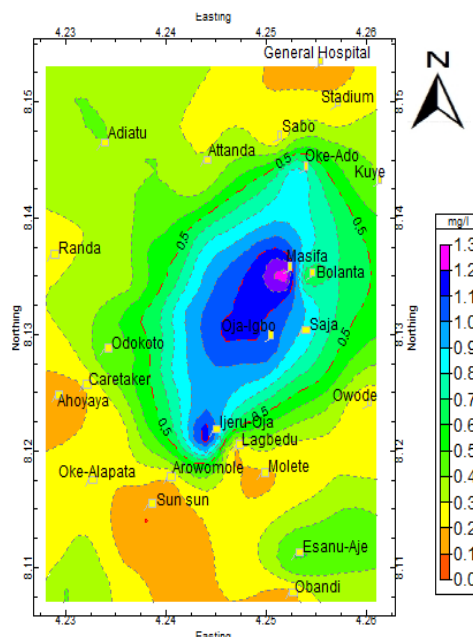 Easting
4.23 4.24 4.25 4.26
General Hospital
N
8.15 8.15
Stadium
Sabo
Adiatu
Attanda
Oke-Ado
Kuye
0.5 0.5
8.14 8.14
mg/l
Randa
Masifa
1.3
Bolanta
1.2
1.1
Northing Northing
Oja-Igbo
Saja
1.0
8.13 8.13
0.9
Odokoto
0.5
0.8
Caretaker
0.7
Ahoyaya
Owode
0.6
0.5 0.5
Ijeru-Oja
0.5
Lagbedu
8.12 8.12
0.4
Arowomole
Molete
0.3
Oke-Alapata
0.2
Sun sun
0.1
0.0
Esanu-Aje
8.11 8.11
Obandi
4.23 4.24 4.25 4.26
Easting